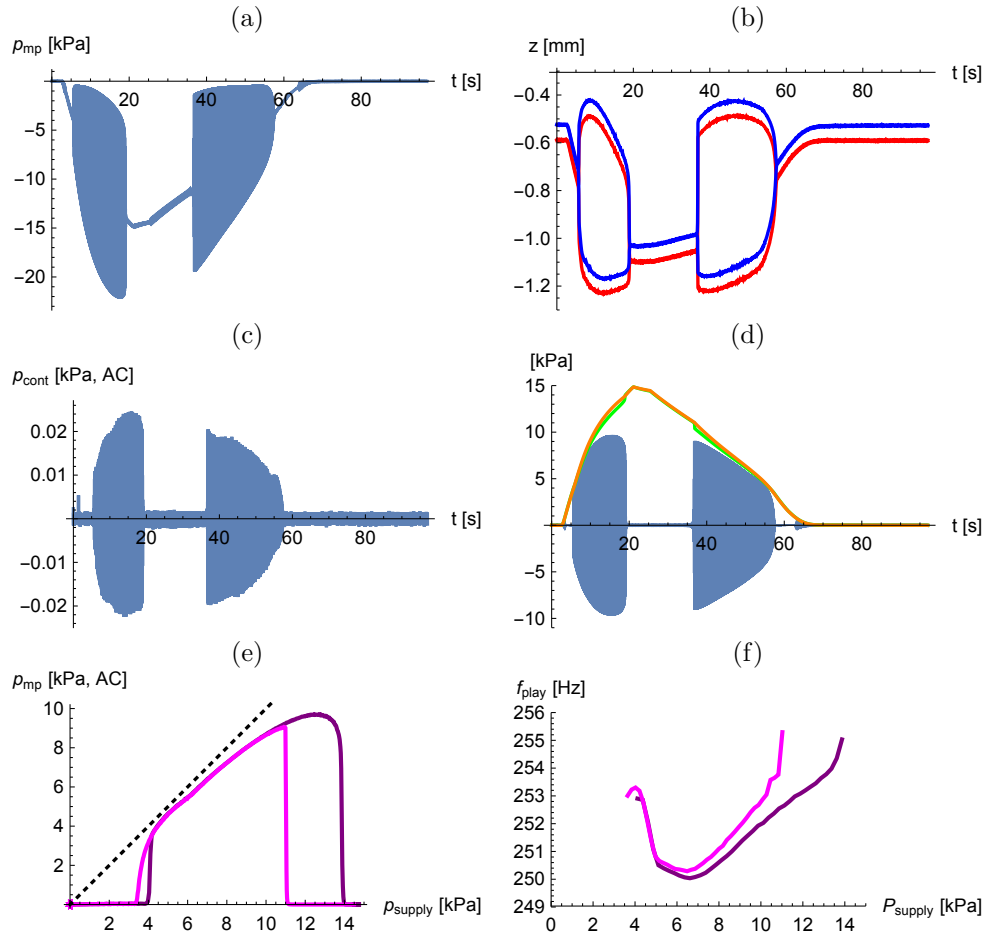 (a)
p_mp [kPa]
t [s]
20 40 60 80
−5
−10
−15
−20
(b)
z [mm]
t [s]
20 40 60 80
−0.4
−0.6
−0.8
−1.0
−1.2
(c)
p_cont [kPa, AC]
0.02
0.01
t [s]
20 40 60 80
−0.01
−0.02
(d)
[kPa]
15
10
5
t [s]
20 40 60 80
−5
−10
(e)
p_mp [kPa, AC]
10
8
6
4
2
0 2 4 6 8 10 12 14
p_supply [kPa]
(f)
f_play [Hz]
256
255
254
253
252
251
250
249
0 2 4 6 8 10 12 14
P_supply [kPa]